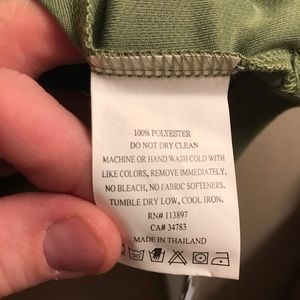 100% POLYESTER
DO NOT DRY CLEAN
MACHINE OR HAND WASH COLD WITH
LIKE COLORS, REMOVE IMMEDIATELY.
NO BLEACH, NO FABRIC SOFTENERS.
TUMBLE DRY LOW, COOL IRON.
RN# 113897
CA# 34783
MADE IN THAILAND
30